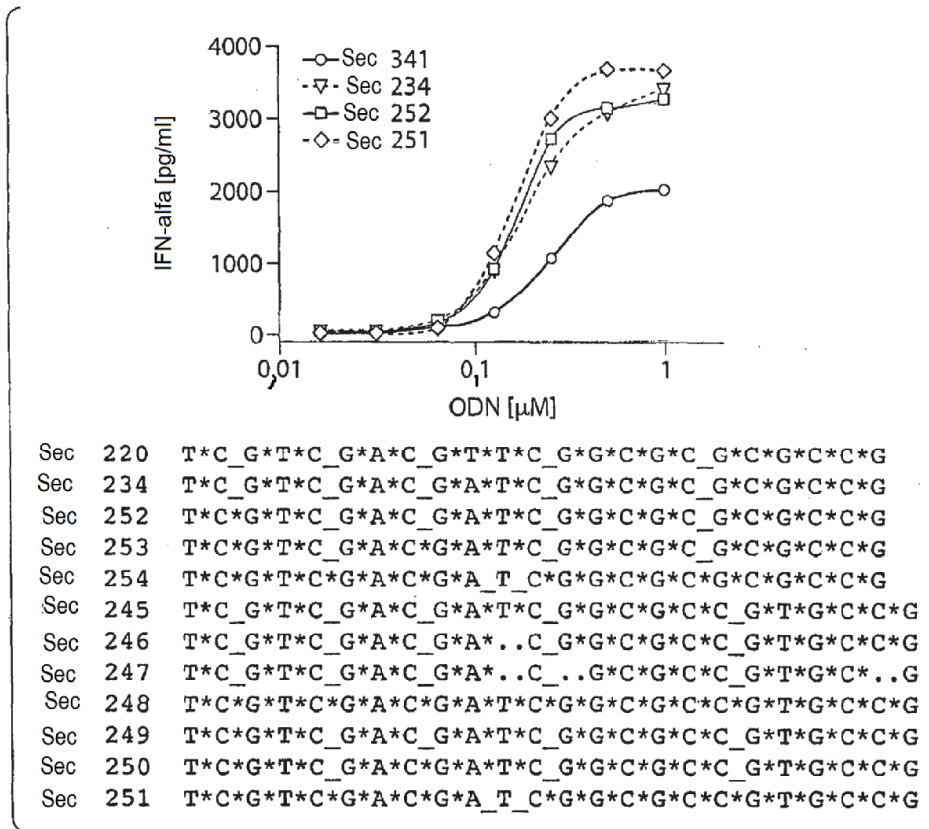 4000
3000
2000
1000
0
IFN-alfa [pg/ml]
Sec 341
Sec 234
Sec 252
Sec 251
0,01
0,1
1
ODN [µM]
Sec 220 T*C_G*T*C_G*A*C_G*T*T*C_G*G*C*G*C_G*C*G*C*C*G
Sec 234 T*C_G*T*C_G*A*C_G*A*T*C_G*G*C*G*C_G*C*G*C*C*G
Sec 252 T*C*G*T*C_G*A*C_G*A*T*C_G*G*C*G*C_G*C*G*C*C*G
Sec 253 T*C*G*T*C_G*A*C*G*A*T*C_G*G*C*G*C_G*C*G*C*C*G
Sec 254 T*C*G*T*C*G*A*C*G*A_T_C*G*G*C*G*C*G*C*G*C*C*G
Sec 245 T*C_G*T*C_G*A*C_G*A*T*C_G*G*C*G*C*C_G*T*G*C*C*G
Sec 246 T*C_G*T*C_G*A*C_G*A*..C_G*G*C*G*C*C_G*T*G*C*C*G
Sec 247 T*C_G*T*C_G*A*C_G*A*..C_..G*C*G*C*C_G*T*G*C*..G
Sec 248 T*C*G*T*C*G*A*C*G*A*T*C*G*G*C*G*C*C*G*T*G*C*C*G
Sec 249 T*C*G*T*C_G*A*C_G*A*T*C_G*G*C*G*C*C_G*T*G*C*C*G
Sec 250 T*C*G*T*C_G*A*C*G*A*T*C_G*G*C*G*C*C_G*T*G*C*C*G
Sec 251 T*C*G*T*C*G*A*C*G*A_T_C*G*G*C*G*C*C*G*T*G*C*C*G